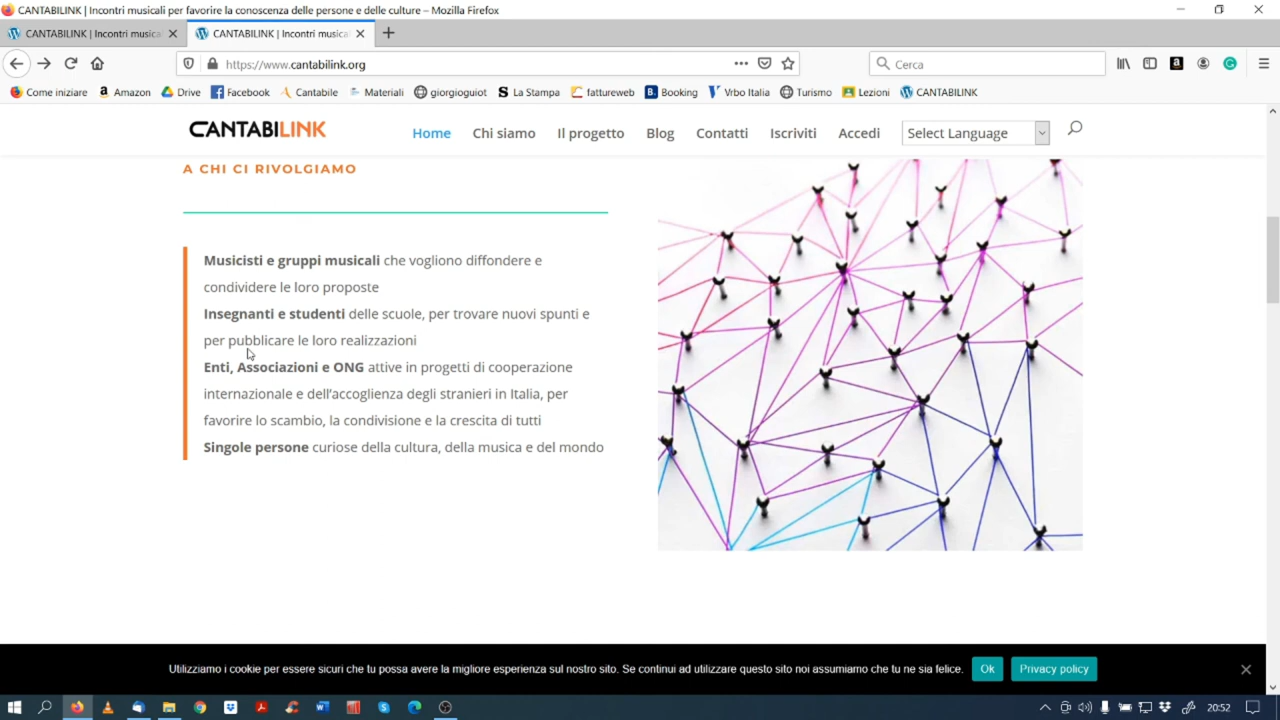 CANTABILINK | Incontri musicali per favorire la conoscenza delle persone e delle culture – Mozilla Firefox
CANTABILINK | Incontri musica
CANTABILINK | Incontri musica
https://www.cantabilink.org
Cerca
Come iniziare
Amazon
Drive
Facebook
Cantabile
Materiali
giorgioguiot
La Stampa
fattureweb
Booking
Vrbo Italia
Turismo
Lezioni
CANTABILINK
CANTABILINK
Home
Chi siamo
Il progetto
Blog
Contatti
Iscriviti
Accedi
Select Language
A CHI CI RIVOLGIAMO
Musicisti e gruppi musicali che vogliono diffondere e
condividere le loro proposte
Insegnanti e studenti delle scuole, per trovare nuovi spunti e
per pubblicare le loro realizzazioni
Enti, Associazioni e ONG attive in progetti di cooperazione
internazionale e dell'accoglienza degli stranieri in Italia, per
favorire lo scambio, la condivisione e la crescita di tutti
Singole persone curiose della cultura, della musica e del mondo
Utilizziamo i cookie per essere sicuri che tu possa avere la migliore esperienza sul nostro sito. Se continui ad utilizzare questo sito noi assumiamo che tu ne sia felice.
Ok
Privacy policy
20:52